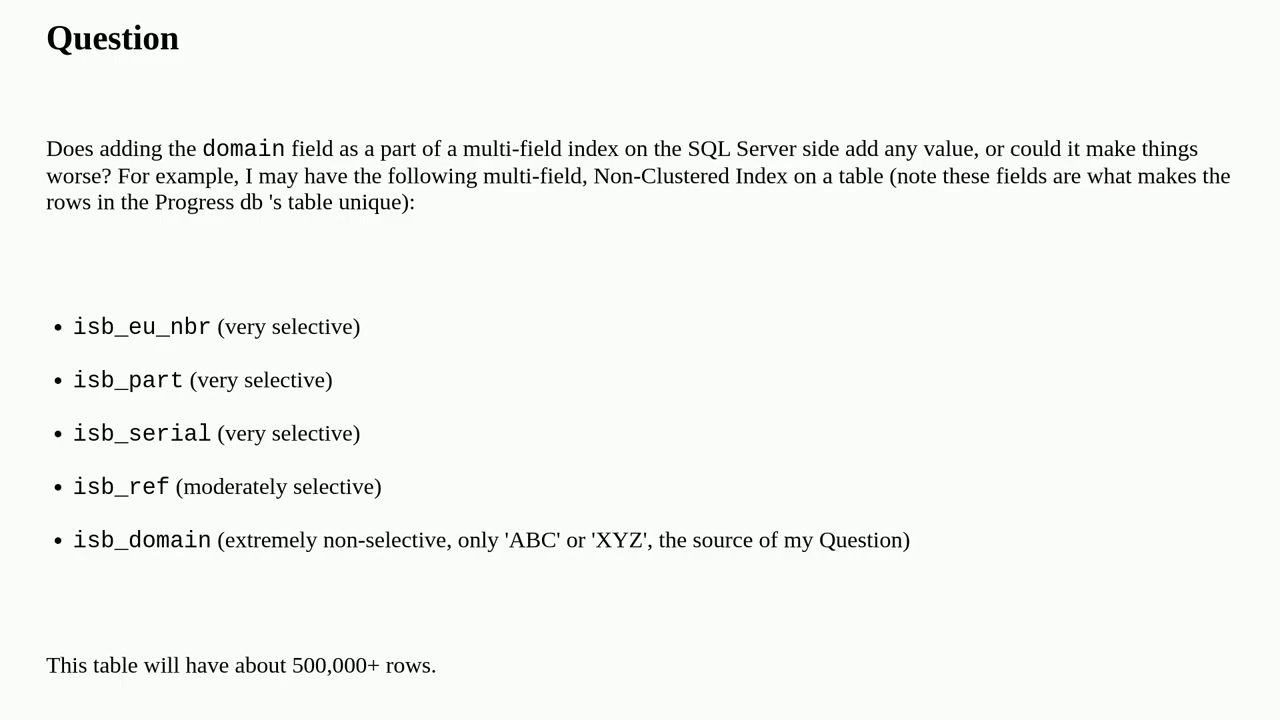 Question
Does adding the domain field as a part of a multi-field index on the SQL Server side add any value, or could it make things
worse? For example, I may have the following multi-field, Non-Clustered Index on a table (note these fields are what makes the
rows in the Progress db 's table unique):
• isb_eu_nbr (very selective)
• isb_part (very selective)
• isb_serial (very selective)
• isb_ref (moderately selective)
• isb_domain (extremely non-selective, only 'ABC' or 'XYZ', the source of my Question)
This table will have about 500,000+ rows.